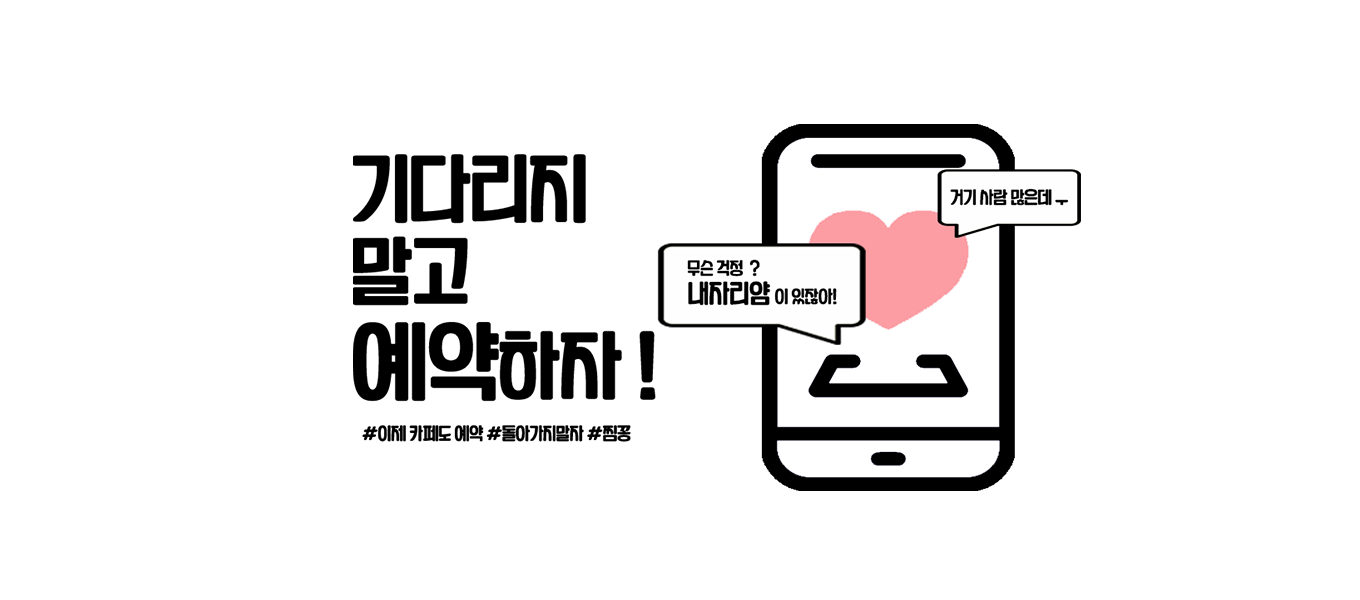 기다리지
말고
예약하자 !
#이제 카페도 예약 #돌아가지말자 #찜꽁
거기 사람 많은데 ㅜ
무슨 걱정 ?
내자리얌 이 있잖아!